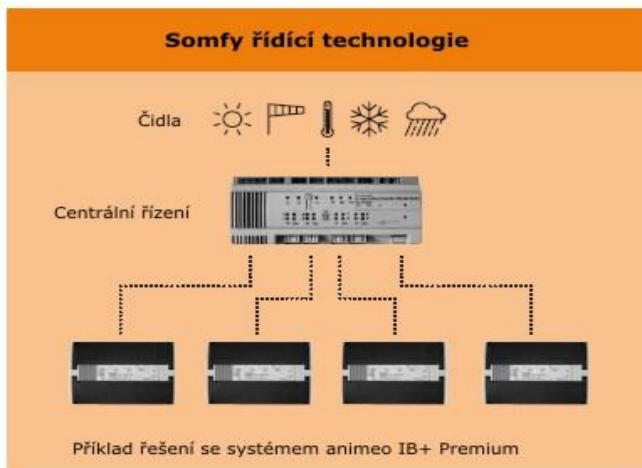 Somfy řídící technologie
Čidla
Centrální řízení
Příklad řešení se systémem animeo IB+ Premium